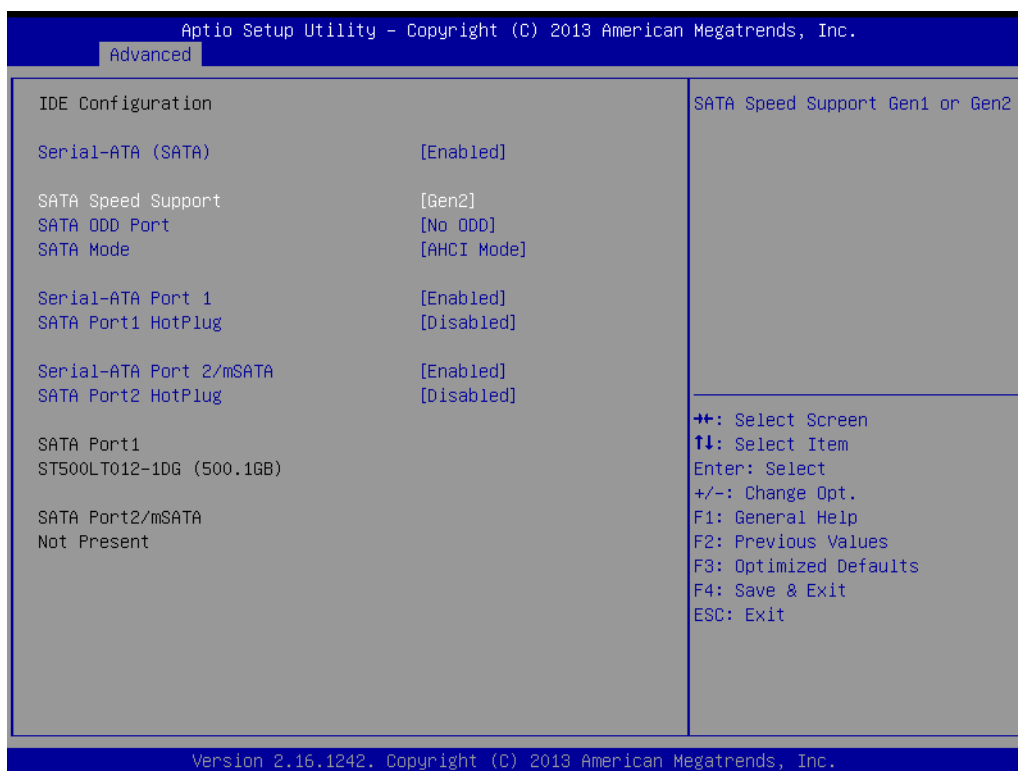 Aptio Setup Utility – Copyright (C) 2013 American Megatrends, Inc.
Advanced
IDE Configuration
Serial-ATA (SATA) [Enabled]
SATA Speed Support [Gen2]
SATA ODD Port [No ODD]
SATA Mode [AHCI Mode]
Serial-ATA Port 1 [Enabled]
SATA Port1 HotPlug [Disabled]
Serial-ATA Port 2/mSATA [Enabled]
SATA Port2 HotPlug [Disabled]
SATA Port1
ST500LT012-1DG (500.1GB)
SATA Port2/mSATA
Not Present
SATA Speed Support Gen1 or Gen2
→←: Select Screen
↑↓: Select Item
Enter: Select
+/-: Change Opt.
F1: General Help
F2: Previous Values
F3: Optimized Defaults
F4: Save & Exit
ESC: Exit
Version 2.16.1242. Copyright (C) 2013 American Megatrends, Inc.